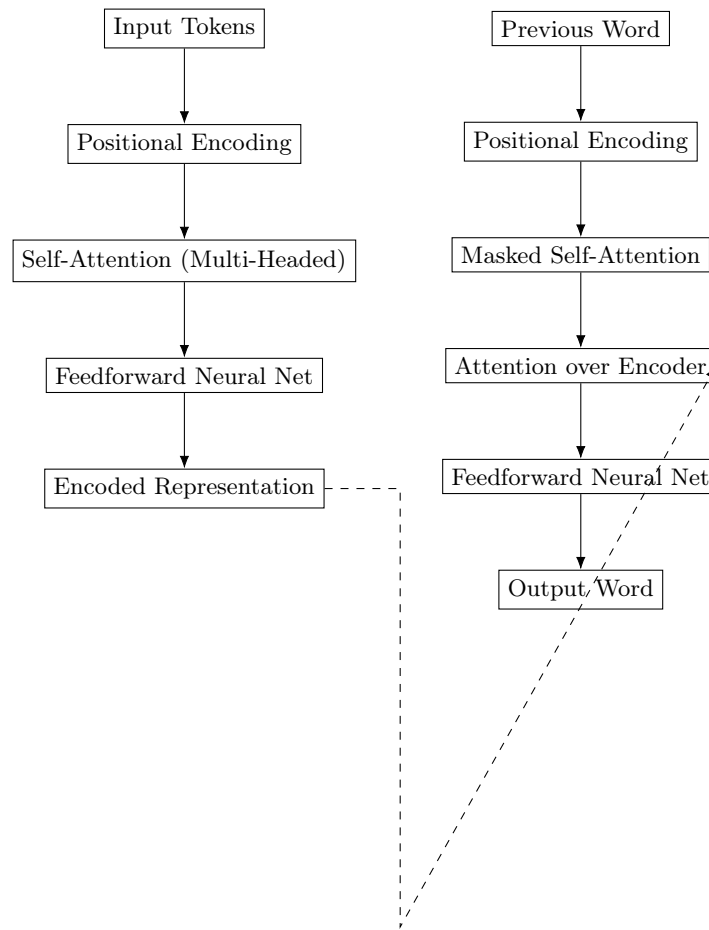 Input Tokens
Positional Encoding
Self-Attention (Multi-Headed)
Feedforward Neural Net
Encoded Representation
Previous Word
Positional Encoding
Masked Self-Attention
Attention over Encoder
Feedforward Neural Net
Output Word